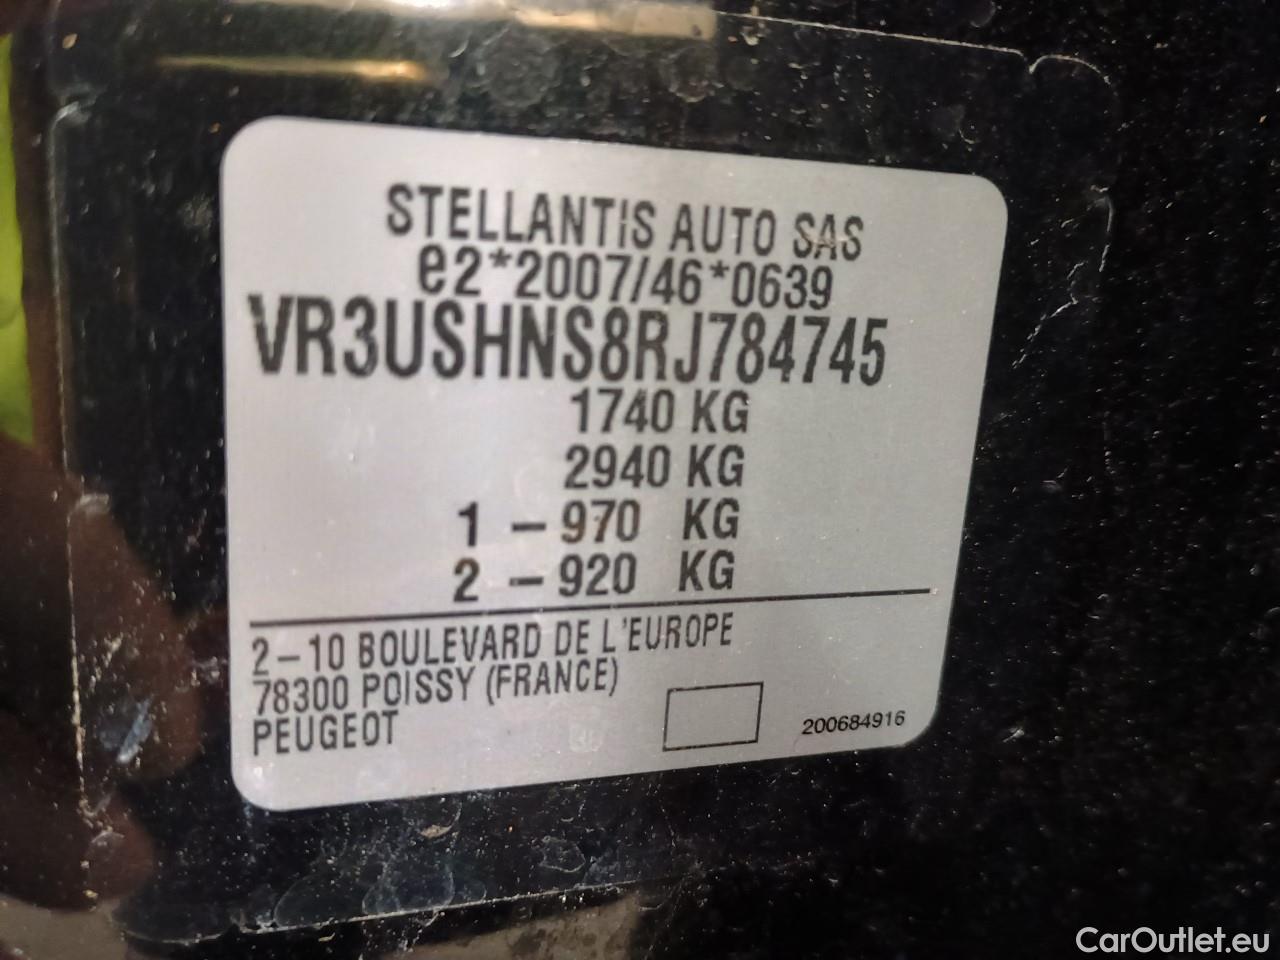 STELLANTIS AUTO SAS
e2*2007/46*0639
VR3USHNS8RJ784745
1740 KG
2940 KG
1 - 970 KG
2 - 920 KG
2-10 BOULEVARD DE L'EUROPE
78300 POISSY (FRANCE)
PEUGEOT
200684916
CarOutlet.eu